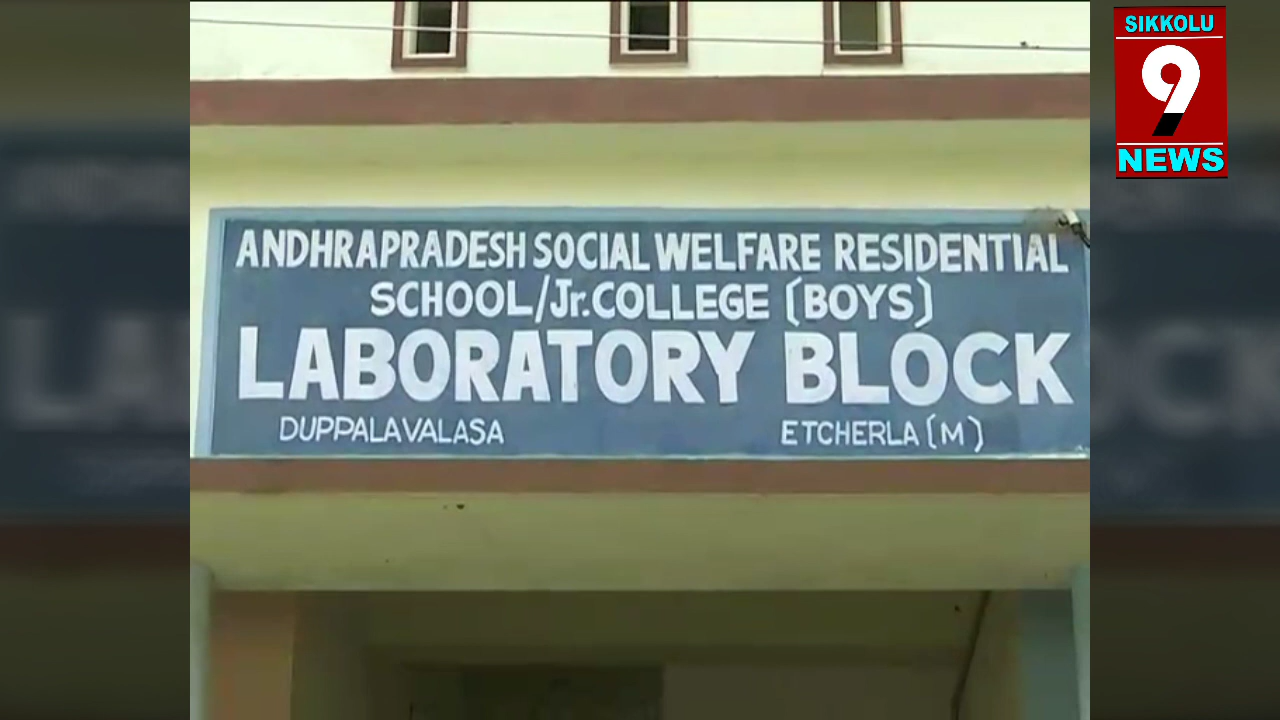 SIKKOLU
9
NEWS
ANDHRAPRADESH SOCIAL WELFARE RESIDENTIAL
SCHOOL/Jr.COLLEGE (BOYS)
LABORATORY BLOCK
DUPPALAVALASA ETCHERLA (M)